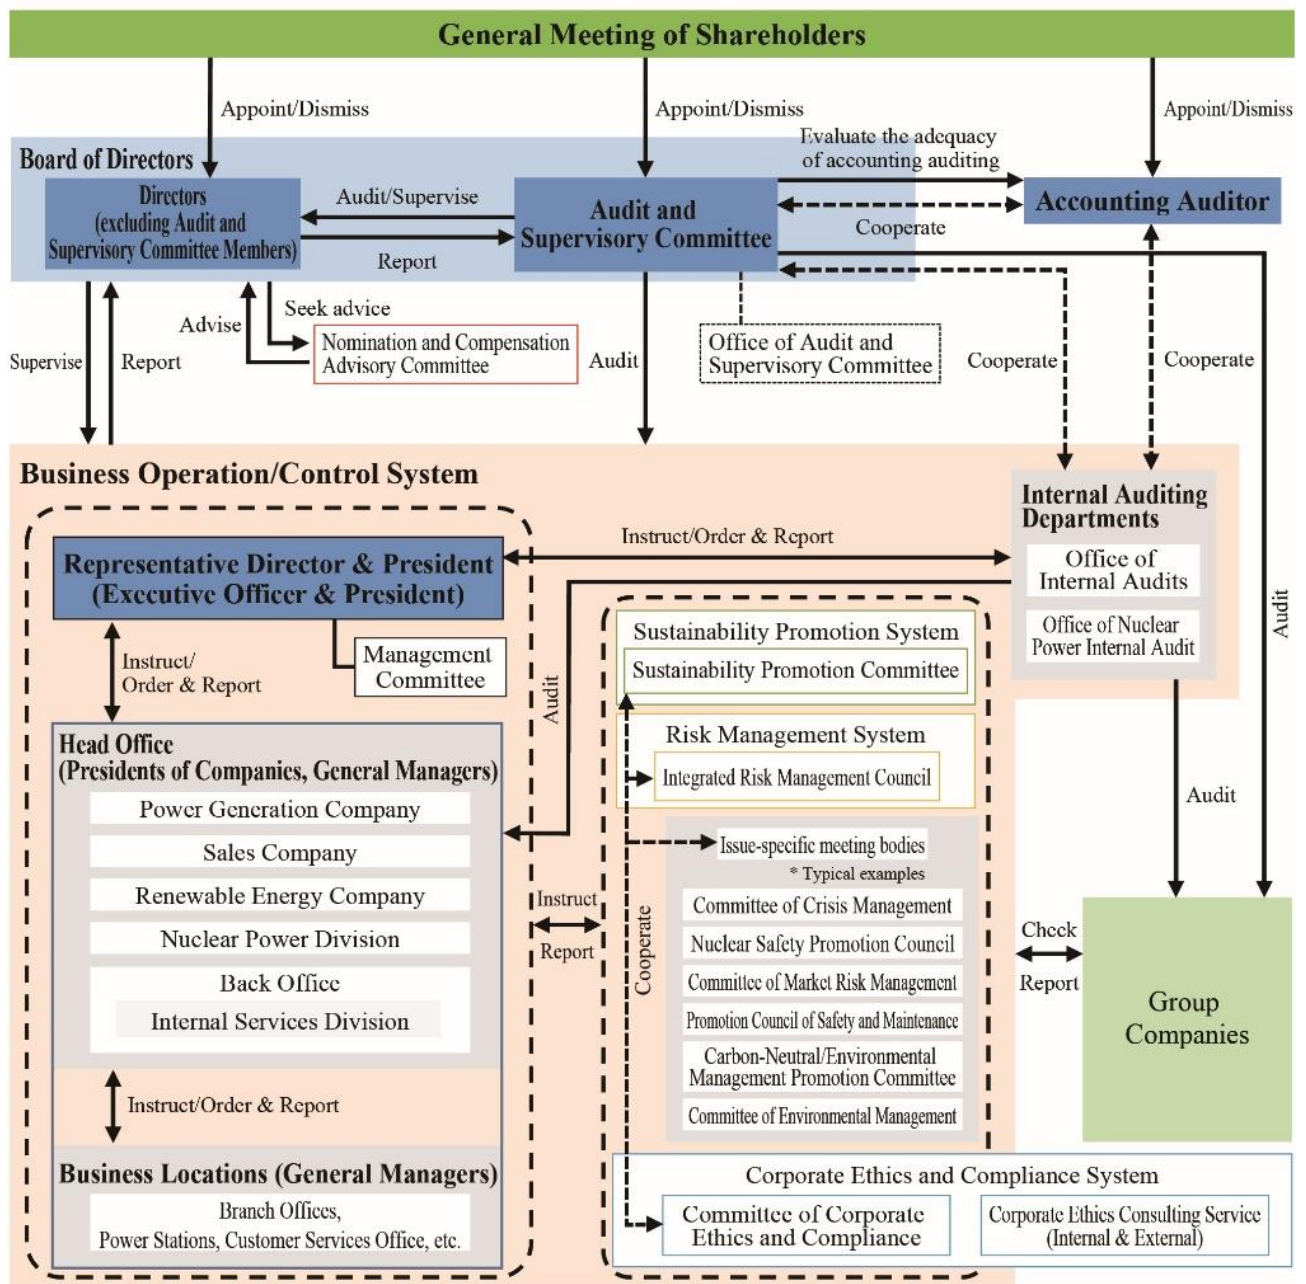 General Meeting of Shareholders
Appoint/Dismiss
Appoint/Dismiss
Appoint/Dismiss
Board of Directors
Directors
(excluding Audit and
Supervisory Committee Members)
Audit/Supervise
Report
Audit and
Supervisory Committee
Evaluate the adequacy
of accounting auditing
Cooperate
Accounting Auditor
Supervise
Report
Advise
Seek advice
Nomination and Compensation
Advisory Committee
Audit
Office of Audit and
Supervisory Committee
Cooperate
Cooperate
Business Operation/Control System
Representative Director & President
(Executive Officer & President)
Instruct/
Order & Report
Management
Committee
Instruct/Order & Report
Internal Auditing
Departments
Office of
Internal Audits
Office of Nuclear
Power Internal Audit
Audit
Audit
Audit
Head Office
(Presidents of Companies, General Managers)
Power Generation Company
Sales Company
Renewable Energy Company
Nuclear Power Division
Back Office
Internal Services Division
Instruct/Order & Report
Business Locations (General Managers)
Branch Offices,
Power Stations, Customer Services Office, etc.
Instruct
Report
Sustainability Promotion System
Sustainability Promotion Committee
Risk Management System
Integrated Risk Management Council
Cooperate
Issue-specific meeting bodies
* Typical examples
Committee of Crisis Management
Nuclear Safety Promotion Council
Committee of Market Risk Management
Promotion Council of Safety and Maintenance
Carbon-Neutral/Environmental
Management Promotion Committee
Committee of Environmental Management
Check
Report
Group
Companies
Corporate Ethics and Compliance System
Committee of Corporate
Ethics and Compliance
Corporate Ethics Consulting Service
(Internal & External)